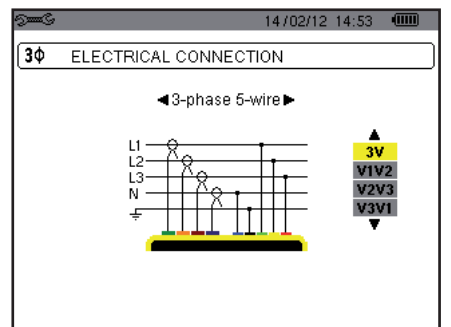 14/02/12 14:53
3Φ ELECTRICAL CONNECTION
◄3-phase 5-wire►
L1
L2
L3
N
3V
V1V2
V2V3
V3V1